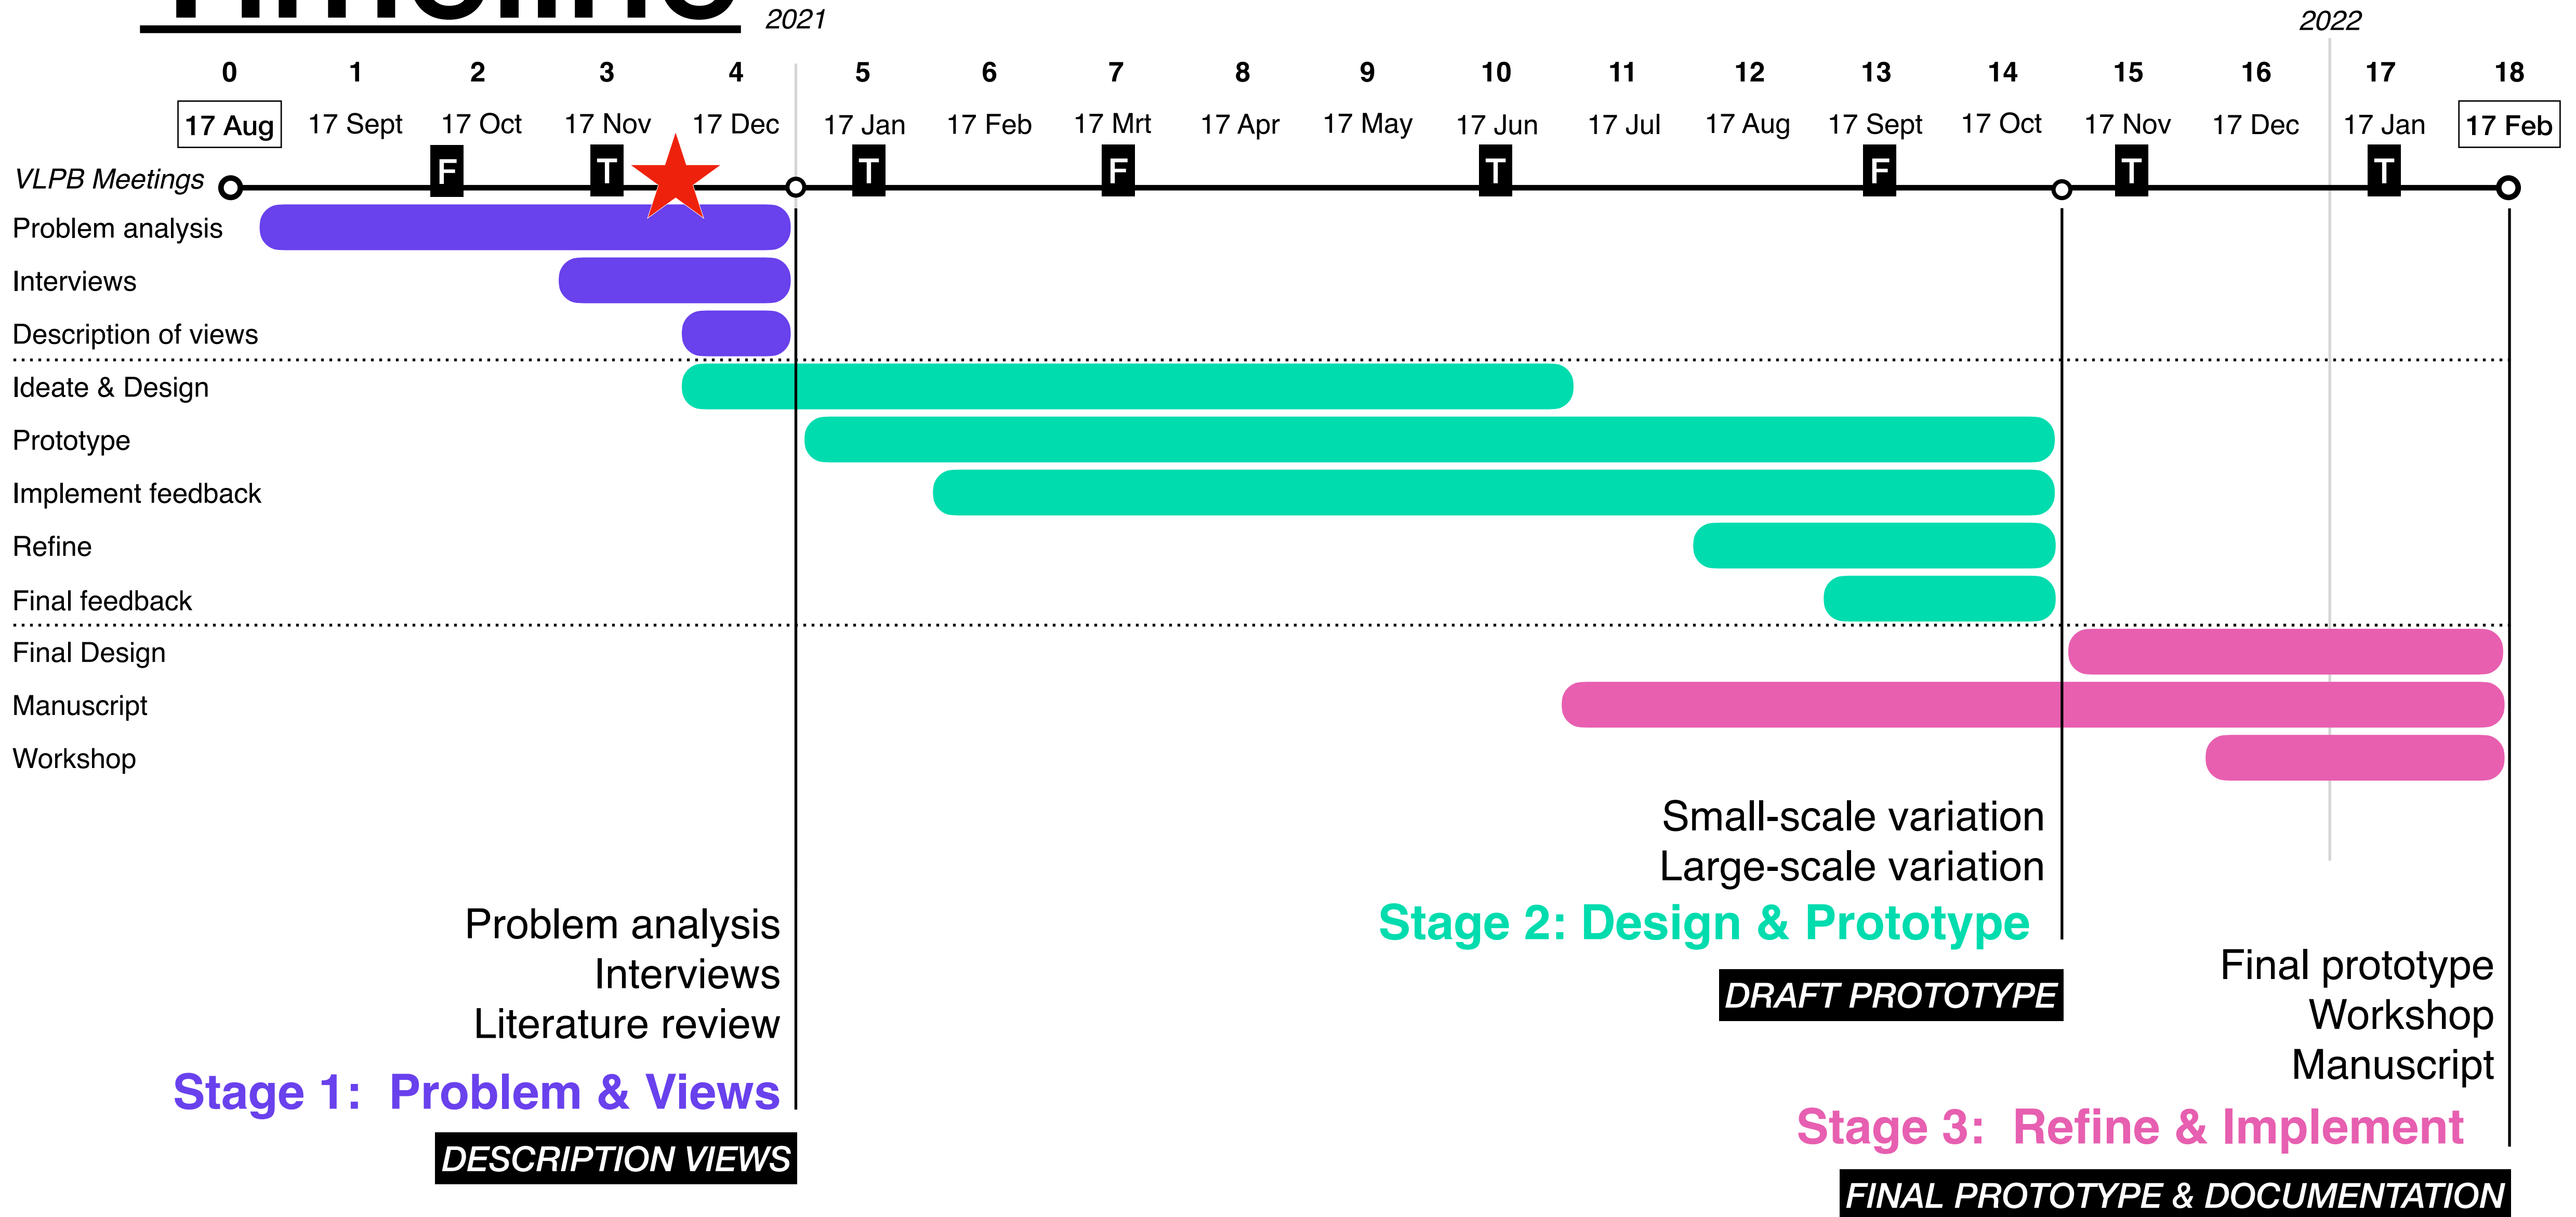 Timeline
2021 2022
0 1 2 3 4 5 6 7 8 9 10 11 12 13 14 15 16 17 18
17 Aug 17 Sept 17 Oct 17 Nov 17 Dec 17 Jan 17 Feb 17 Mrt 17 Apr 17 May 17 Jun 17 Jul 17 Aug 17 Sept 17 Oct 17 Nov 17 Dec 17 Jan 17 Feb
VLPB Meetings F T T F T F T T
Problem analysis
Interviews
Description of views
Ideate & Design
Prototype
Implement feedback
Refine
Final feedback
Final Design
Manuscript
Workshop
Problem analysis
Interviews
Literature review
Stage 1: Problem & Views
DESCRIPTION VIEWS
Small-scale variation
Large-scale variation
Stage 2: Design & Prototype
DRAFT PROTOTYPE
Final prototype
Workshop
Manuscript
Stage 3: Refine & Implement
FINAL PROTOTYPE & DOCUMENTATION